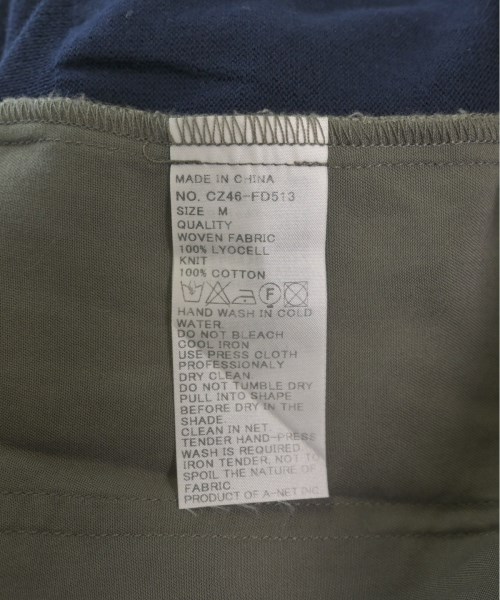 MADE IN CHINA
NO. CZ46-FD513
SIZE M
QUALITY
WOVEN FABRIC
100% LYOCELL
KNIT
100% COTTON
F
HAND WASH IN COLD
WATER.
DO NOT BLEACH
COOL IRON
USE PRESS CLOTH
PROFESSIONALY
DRY CLEAN
DO NOT TUMBLE DRY
PULL INTO SHAPE
BEFORE DRY IN THE
SHADE.
CLEAN IN NET.
TENDER HAND-PRESS
WASH IS REQUIRED
IRON TENDER, NOT TO
SPOIL THE NATURE OF
FABRIC.
PRODUCT OF A-NET INC.